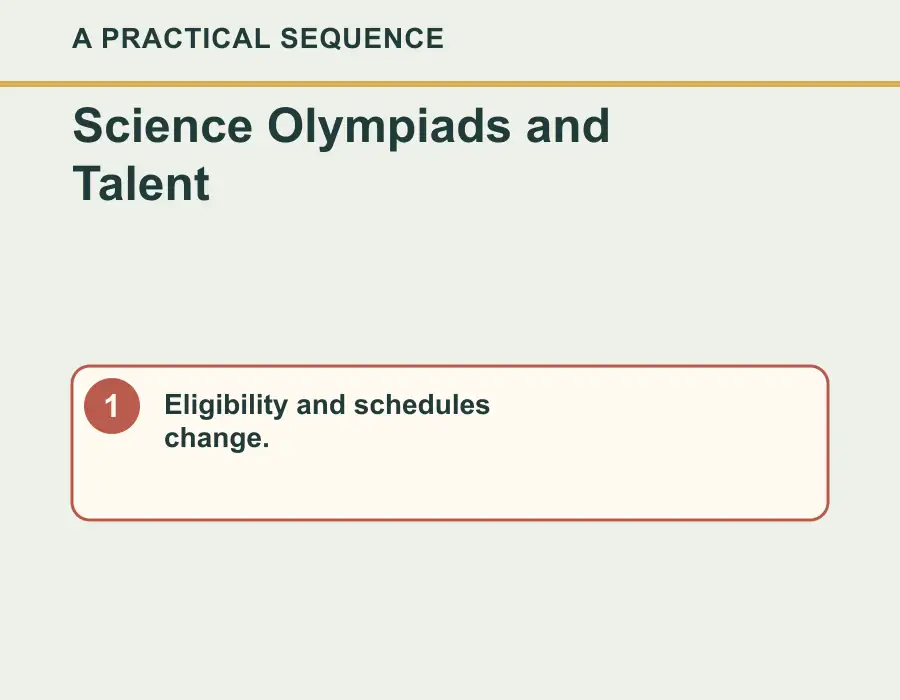 A PRACTICAL SEQUENCE
Science Olympiads and
Talent
1
Eligibility and schedules
change.